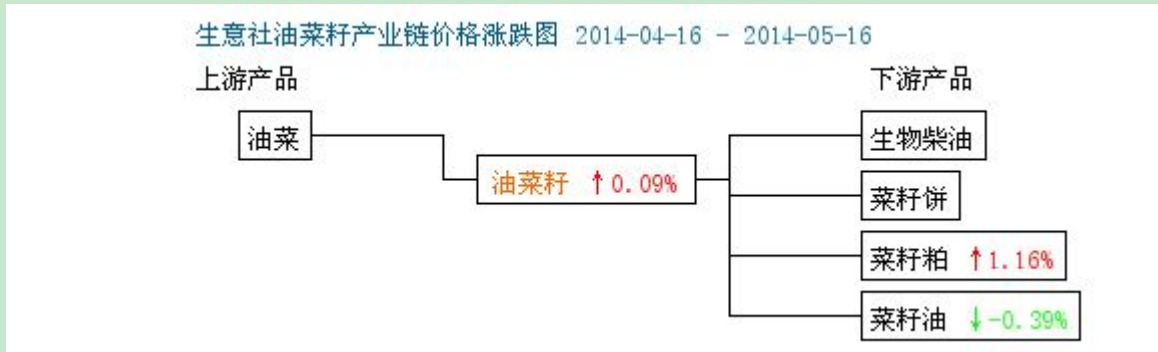 生意社油菜籽产业链价格涨跌图 2014-04-16 - 2014-05-16
上游产品
下游产品
油菜
生物柴油
油菜籽 ↑0.09%
菜籽饼
菜籽粕 ↑1.16%
菜籽油 ↓-0.39%